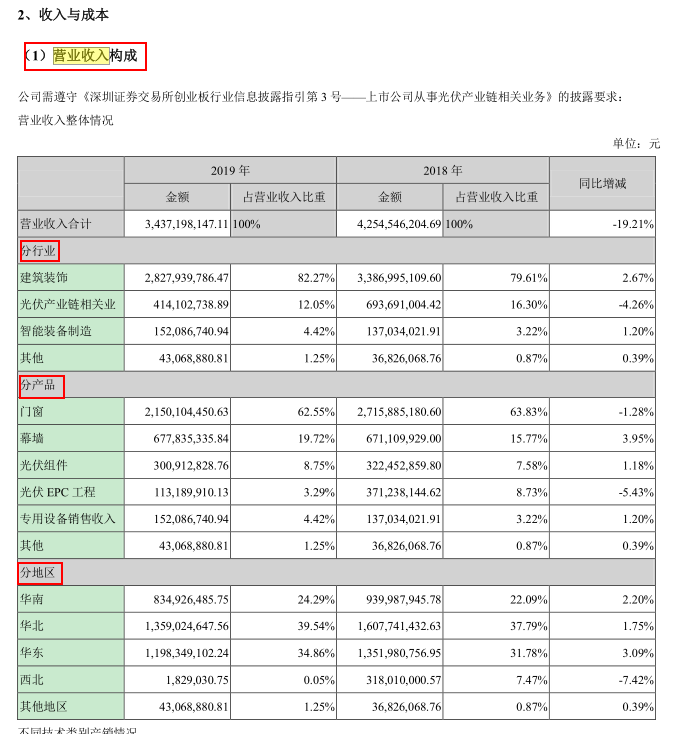 2、收入与成本
（1）营业收入构成
公司需遵守《深圳证券交易所创业板行业信息披露指引第 3 号——上市公司从事光伏产业链相关业务》的披露要求：
营业收入整体情况
单位：元
2019 年 2018 年 同比增减
金额 占营业收入比重 金额 占营业收入比重
营业收入合计 3,437,198,147.11 100% 4,254,546,204.69 100% -19.21%
分行业
建筑装饰 2,827,939,786.47 82.27% 3,386,995,109.60 79.61% 2.67%
光伏产业链相关业 414,102,738.89 12.05% 693,691,004.42 16.30% -4.26%
智能装备制造 152,086,740.94 4.42% 137,034,021.91 3.22% 1.20%
其他 43,068,880.81 1.25% 36,826,068.76 0.87% 0.39%
分产品
门窗 2,150,104,450.63 62.55% 2,715,885,180.60 63.83% -1.28%
幕墙 677,835,335.84 19.72% 671,109,929.00 15.77% 3.95%
光伏组件 300,912,828.76 8.75% 322,452,859.80 7.58% 1.18%
光伏 EPC 工程 113,189,910.13 3.29% 371,238,144.62 8.73% -5.43%
专用设备销售收入 152,086,740.94 4.42% 137,034,021.91 3.22% 1.20%
其他 43,068,880.81 1.25% 36,826,068.76 0.87% 0.39%
分地区
华南 834,926,485.75 24.29% 939,987,945.78 22.09% 2.20%
华北 1,359,024,647.56 39.54% 1,607,741,432.63 37.79% 1.75%
华东 1,198,349,102.24 34.86% 1,351,980,756.95 31.78% 3.09%
西北 1,829,030.75 0.05% 318,010,000.57 7.47% -7.42%
其他地区 43,068,880.81 1.25% 36,826,068.76 0.87% 0.39%
不同技术类别产销情况